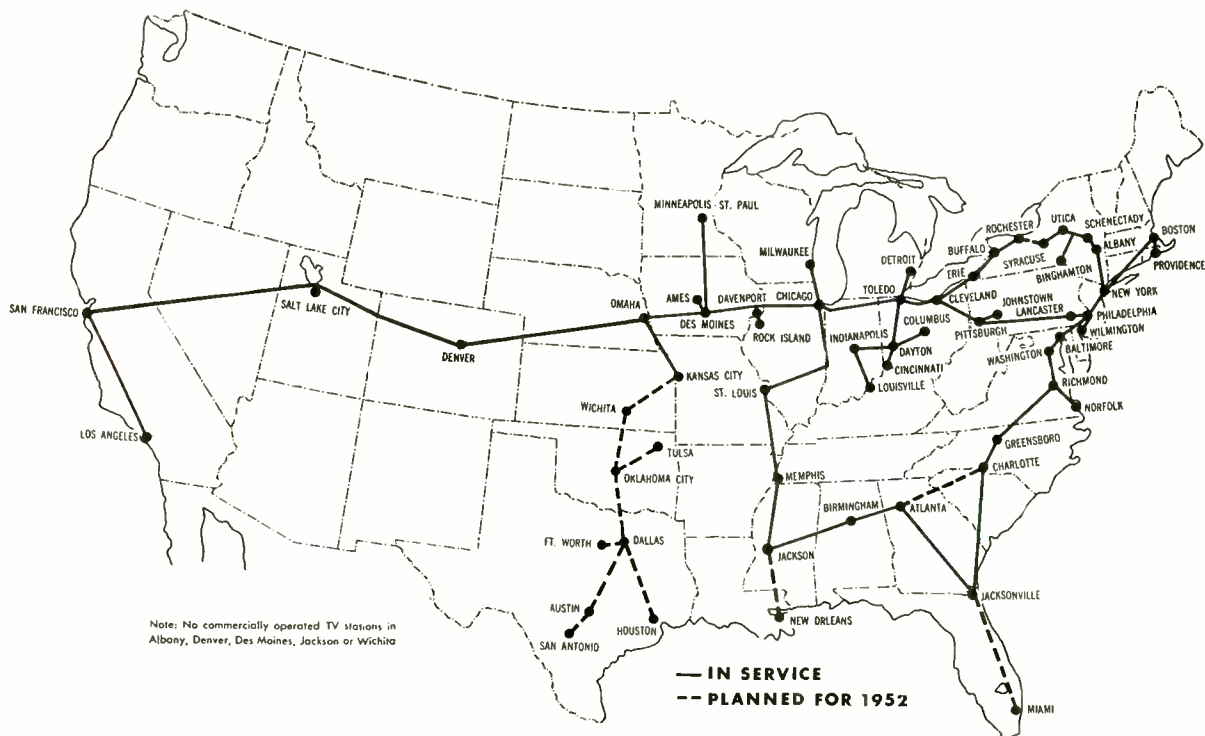 MINNEAPOLIS - ST. PAUL
MILWAUKEE
DETROIT
BUFFALO
ROCHESTER
UTICA
SCHENECTADY
ALBANY
BOSTON
PROVIDENCE
SYRACUSE
BINGHAMTON
ERIE
NEW YORK
SAN FRANCISCO
SALT LAKE CITY
DENVER
OMAHA
AMES
DES MOINES
DAVENPORT
ROCK ISLAND
CHICAGO
TOLEDO
CLEVELAND
COLUMBUS
JOHNSTOWN
LANCASTER
PITTSBURGH
PHILADELPHIA
WILMINGTON
BALTIMORE
WASHINGTON
INDIANAPOLIS
DAYTON
CINCINNATI
LOUISVILLE
RICHMOND
NORFOLK
KANSAS CITY
ST. LOUIS
WICHITA
LOS ANGELES
TULSA
OKLAHOMA CITY
MEMPHIS
GREENSBORO
CHARLOTTE
BIRMINGHAM
ATLANTA
FT. WORTH
DALLAS
JACKSON
JACKSONVILLE
AUSTIN
SAN ANTONIO
HOUSTON
NEW ORLEANS
MIAMI
Note: No commercially operated TV stations in
Albany, Denver, Des Moines, Jackson or Wichita
IN SERVICE
PLANNED FOR 1952